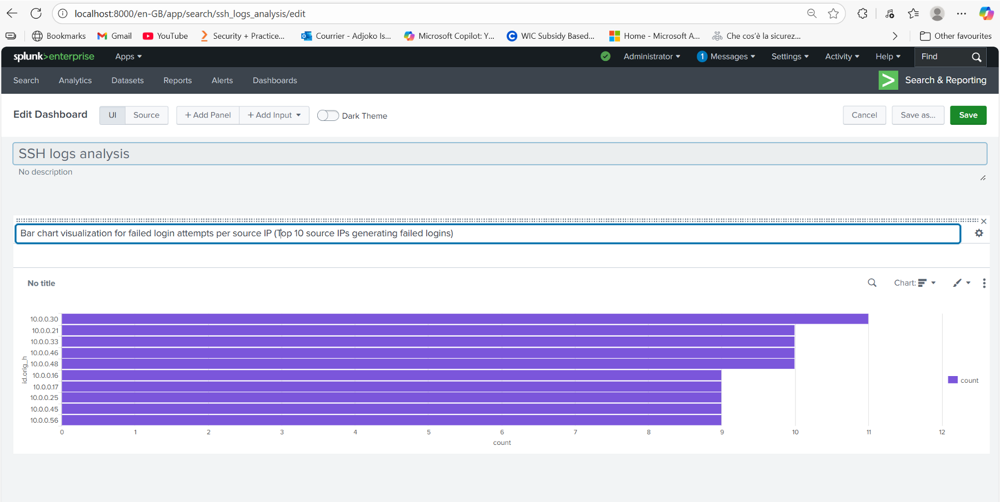 localhost:8000/en-GB/app/search/ssh_logs_analysis/edit
Bookmarks Gmail YouTube Security + Practice... Courrier - Adjoko Is... Microsoft Copilot: Y... WIC Subsidy Based... Home - Microsoft A... Che cos'è la sicurez... Other favourites
splunk>enterprise Apps Administrator 1 Messages Settings Activity Help Find
Search Analytics Datasets Reports Alerts Dashboards Search & Reporting
Edit Dashboard UI Source + Add Panel + Add Input Dark Theme Cancel Save as... Save
SSH logs analysis
No description
Bar chart visualization for failed login attempts per source IP (Top 10 source IPs generating failed logins)
No title Chart:
id.orig_h
10.0.0.30
10.0.0.21
10.0.0.33
10.0.0.46
10.0.0.48
10.0.0.16
10.0.0.17
10.0.0.25
10.0.0.45
10.0.0.56
count
0 1 2 3 4 5 6 7 8 9 10 11 12
count